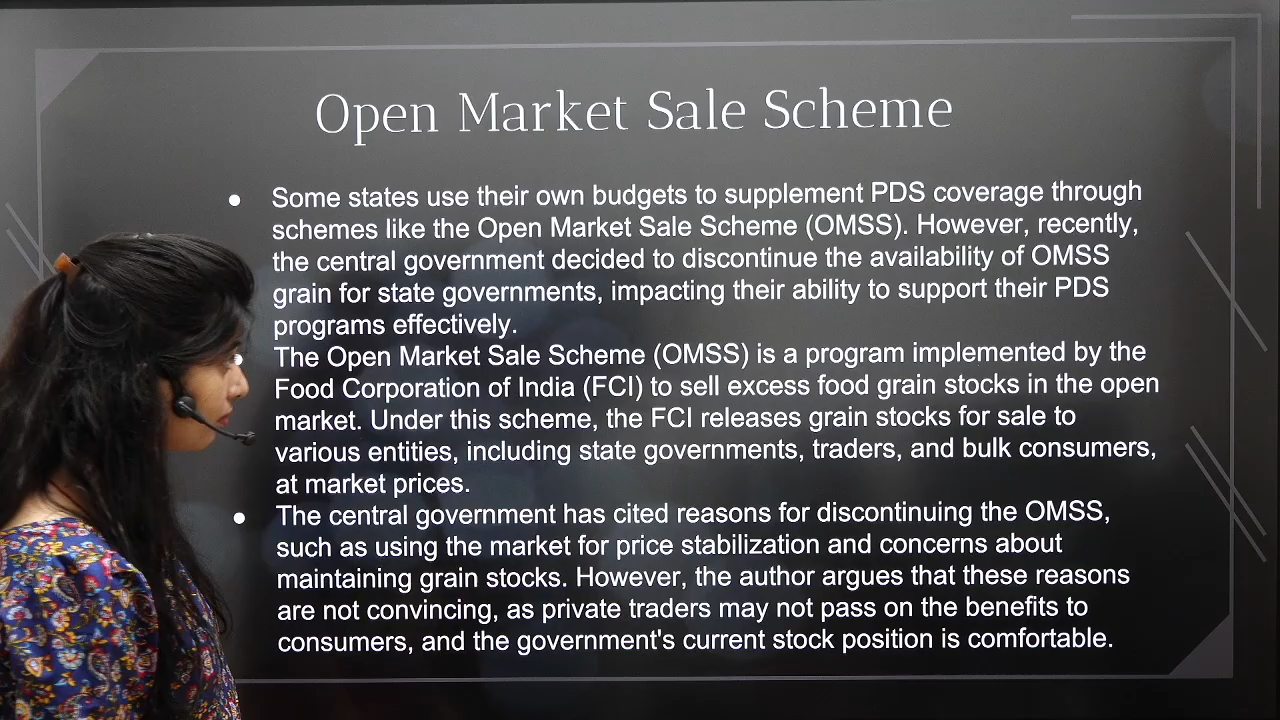 Open Market Sale Scheme
● Some states use their own budgets to supplement PDS coverage through
schemes like the Open Market Sale Scheme (OMSS). However, recently,
the central government decided to discontinue the availability of OMSS
grain for state governments, impacting their ability to support their PDS
programs effectively.
● The Open Market Sale Scheme (OMSS) is a program implemented by the
Food Corporation of India (FCI) to sell excess food grain stocks in the open
market. Under this scheme, the FCI releases grain stocks for sale to
various entities, including state governments, traders, and bulk consumers,
at market prices.
● The central government has cited reasons for discontinuing the OMSS,
such as using the market for price stabilization and concerns about
maintaining grain stocks. However, the author argues that these reasons
are not convincing, as private traders may not pass on the benefits to
consumers, and the government's current stock position is comfortable.